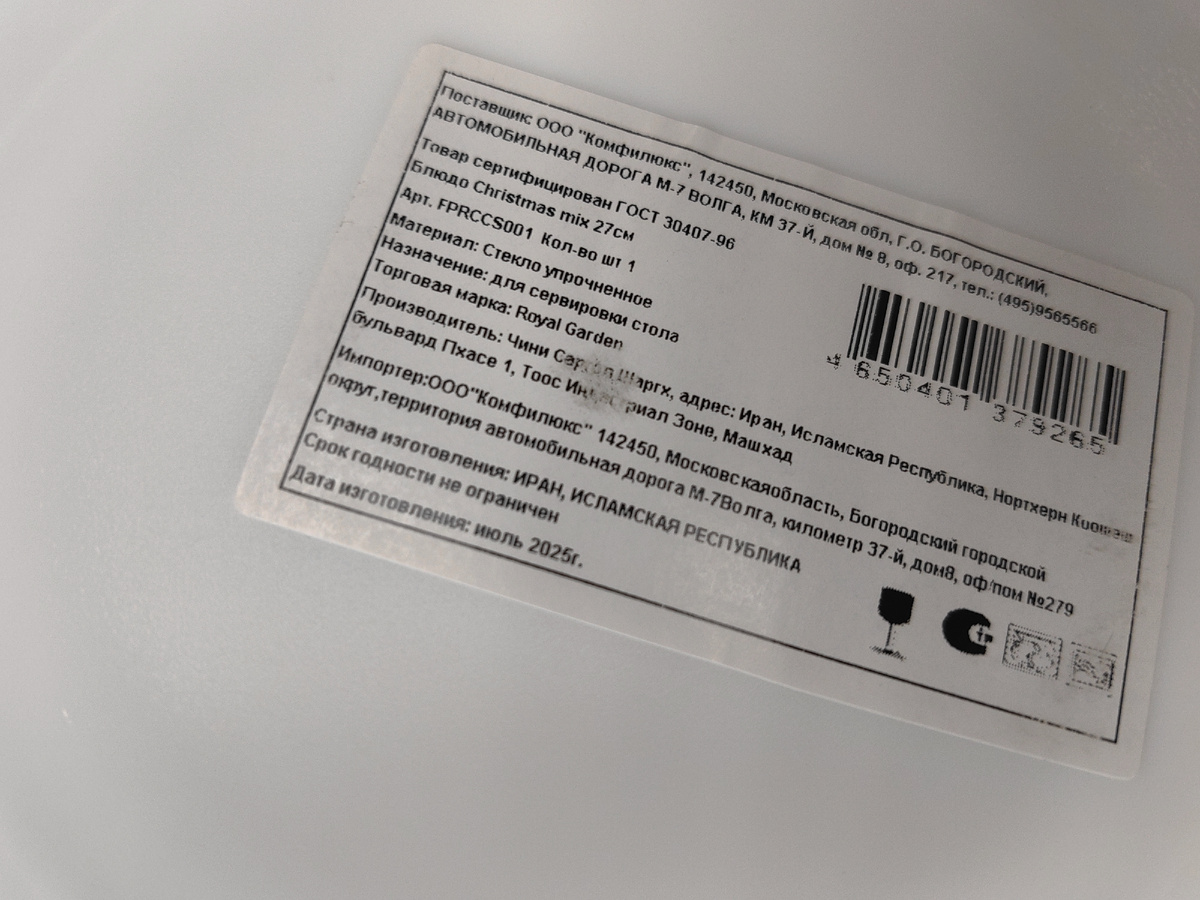 Поставщик: ООО "Комфилюкс", 142450, Московская обл, Г.О. БОГОРОДСКИЙ,
АВТОМОБИЛЬНАЯ ДОРОГА М-7 ВОЛГА, КМ 37-Й, дом № 8, оф. 217, тел.: (495)9565566
Товар сертифицирован ГОСТ 30407-96
Блюдо Christmas mix 27см
Арт. FPRCCS001 Кол-во шт 1
Материал: Стекло упрочненное
Назначение: для сервировки стола
Торговая марка: Royal Garden
Производитель: Чини Шаргх, адрес: Иран, Исламская Республика, Нортхерн
бульвард Пхасе 1, Тоос Зоне, Машхад
Импортер:ООО"Комфилюкс" 142450, Московскаяобласть, Богородский городской
округ,территория автомобильная дорога М-7Волга, километр 37-й, дом8, оф/пом №279
Страна изготовления: ИРАН, ИСЛАМСКАЯ РЕСПУБЛИКА
Срок годности не ограничен
Дата изготовления: июль 2025г.
4 650401 379265